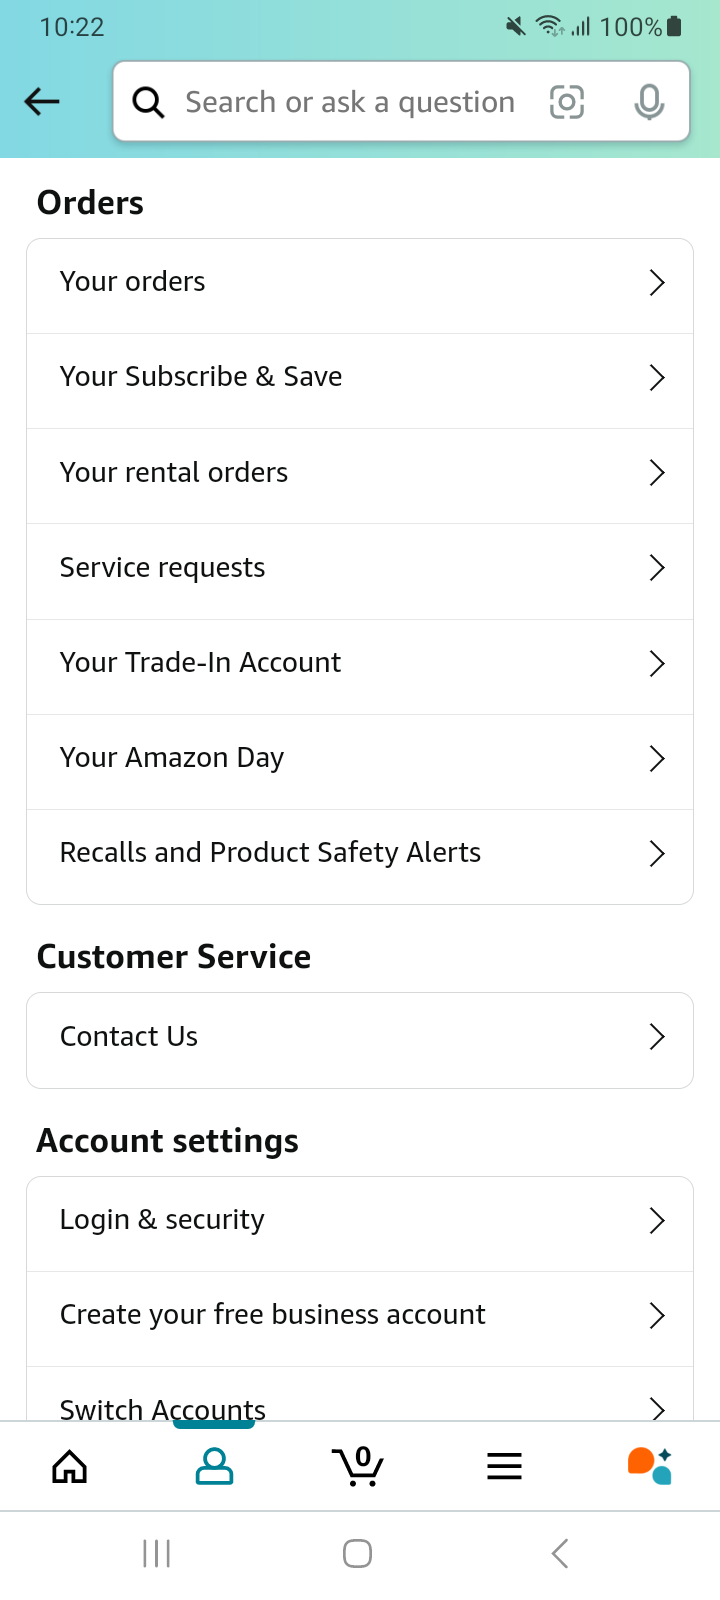 10:22
100%
Search or ask a question
Orders
Your orders
Your Subscribe & Save
Your rental orders
Service requests
Your Trade-In Account
Your Amazon Day
Recalls and Product Safety Alerts
Customer Service
Contact Us
Account settings
Login & security
Create your free business account
Switch Accounts
0